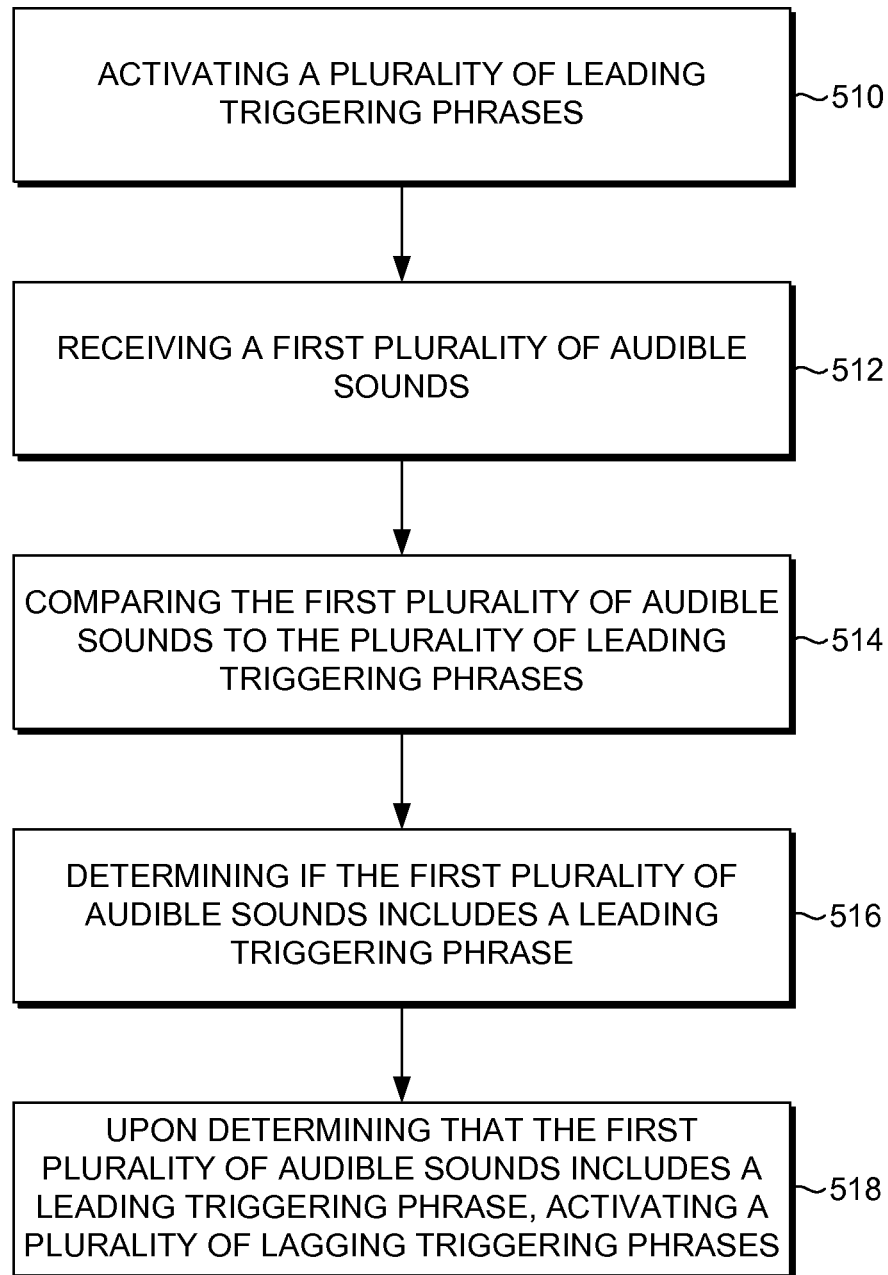 ACTIVATING A PLURALITY OF LEADING
TRIGGERING PHRASES
510
RECEIVING A FIRST PLURALITY OF AUDIBLE
SOUNDS
512
COMPARING THE FIRST PLURALITY OF AUDIBLE
SOUNDS TO THE PLURALITY OF LEADING
TRIGGERING PHRASES
514
DETERMINING IF THE FIRST PLURALITY OF
AUDIBLE SOUNDS INCLUDES A LEADING
TRIGGERING PHRASE
516
UPON DETERMINING THAT THE FIRST
PLURALITY OF AUDIBLE SOUNDS INCLUDES A
LEADING TRIGGERING PHRASE, ACTIVATING A
PLURALITY OF LAGGING TRIGGERING PHRASES
518